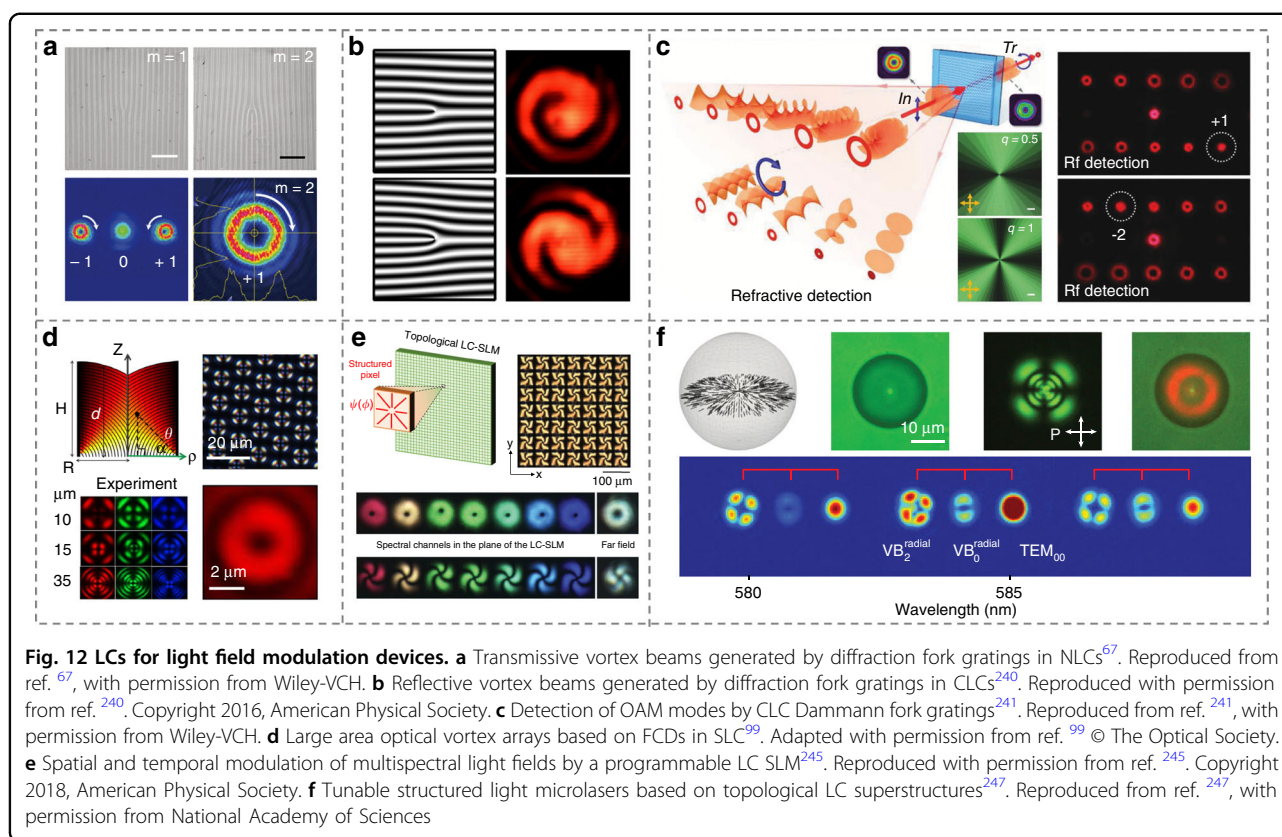 a
m = 1
m = 2
m = 2
− 1
0
+ 1
+ 1
b
c
Tr
In
q = 0.5
q = 1
Refractive detection
+1
Rf detection
-2
Rf detection
d
Z
H
d
θ
α
R
ρ
20 μm
Experiment
μm
10
15
35
2 μm
e
Topological LC-SLM
Structured
pixel
ψ(ϕ)
y
x
100 μm
Spectral channels in the plane of the LC-SLM
Far field
f
10 μm
P
VB₂ʳᵃᵈⁱᵃˡ
VB₀ʳᵃᵈⁱᵃˡ
TEM₀₀
580
585
Wavelength (nm)
Fig. 12 LCs for light field modulation devices. a Transmissive vortex beams generated by diffraction fork gratings in NLCs⁶⁷. Reproduced from
ref. ⁶⁷, with permission from Wiley-VCH. b Reflective vortex beams generated by diffraction fork gratings in CLCs²⁴⁰. Reproduced with permission
from ref. ²⁴⁰. Copyright 2016, American Physical Society. c Detection of OAM modes by CLC Dammann fork gratings²⁴¹. Reproduced from ref. ²⁴¹, with
permission from Wiley-VCH. d Large area optical vortex arrays based on FCDs in SLC⁹⁹. Adapted with permission from ref. ⁹⁹ © The Optical Society.
e Spatial and temporal modulation of multispectral light fields by a programmable LC SLM²⁴⁵. Reproduced with permission from ref. ²⁴⁵. Copyright
2018, American Physical Society. f Tunable structured light microlasers based on topological LC superstructures²⁴⁷. Reproduced from ref. ²⁴⁷, with
permission from National Academy of Sciences